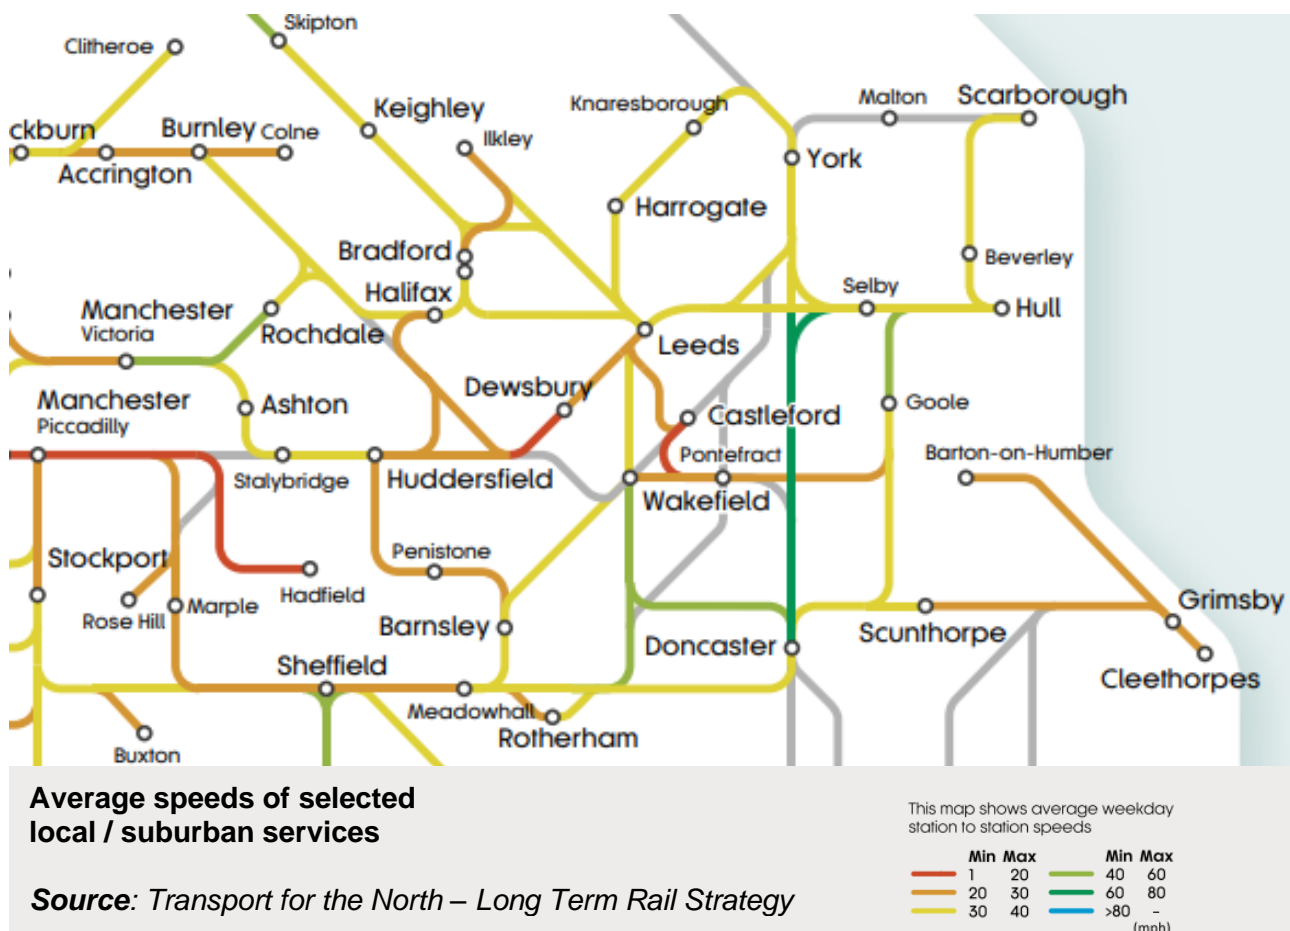 Skipton
Clitheroe
Keighley
Knaresborough
Malton
Scarborough
ckburn
Burnley
Colne
Ilkley
Accrington
York
Harrogate
Bradford
Beverley
Halifax
Selby
Manchester
Victoria
Hull
Rochdale
Leeds
Dewsbury
Manchester
Piccadilly
Ashton
Castleford
Goole
Pontefract
Barton-on-Humber
Stalybridge
Huddersfield
Wakefield
Stockport
Penistone
Hadfield
Rose Hill
Marple
Barnsley
Grimsby
Scunthorpe
Doncaster
Sheffield
Cleethorpes
Meadowhall
Rotherham
Buxton
Average speeds of selected
local / suburban services
Source: Transport for the North – Long Term Rail Strategy
This map shows average weekday
station to station speeds
Min Max Min Max
1 20 40 60
20 30 60 80
30 40 >80 –
(mph)